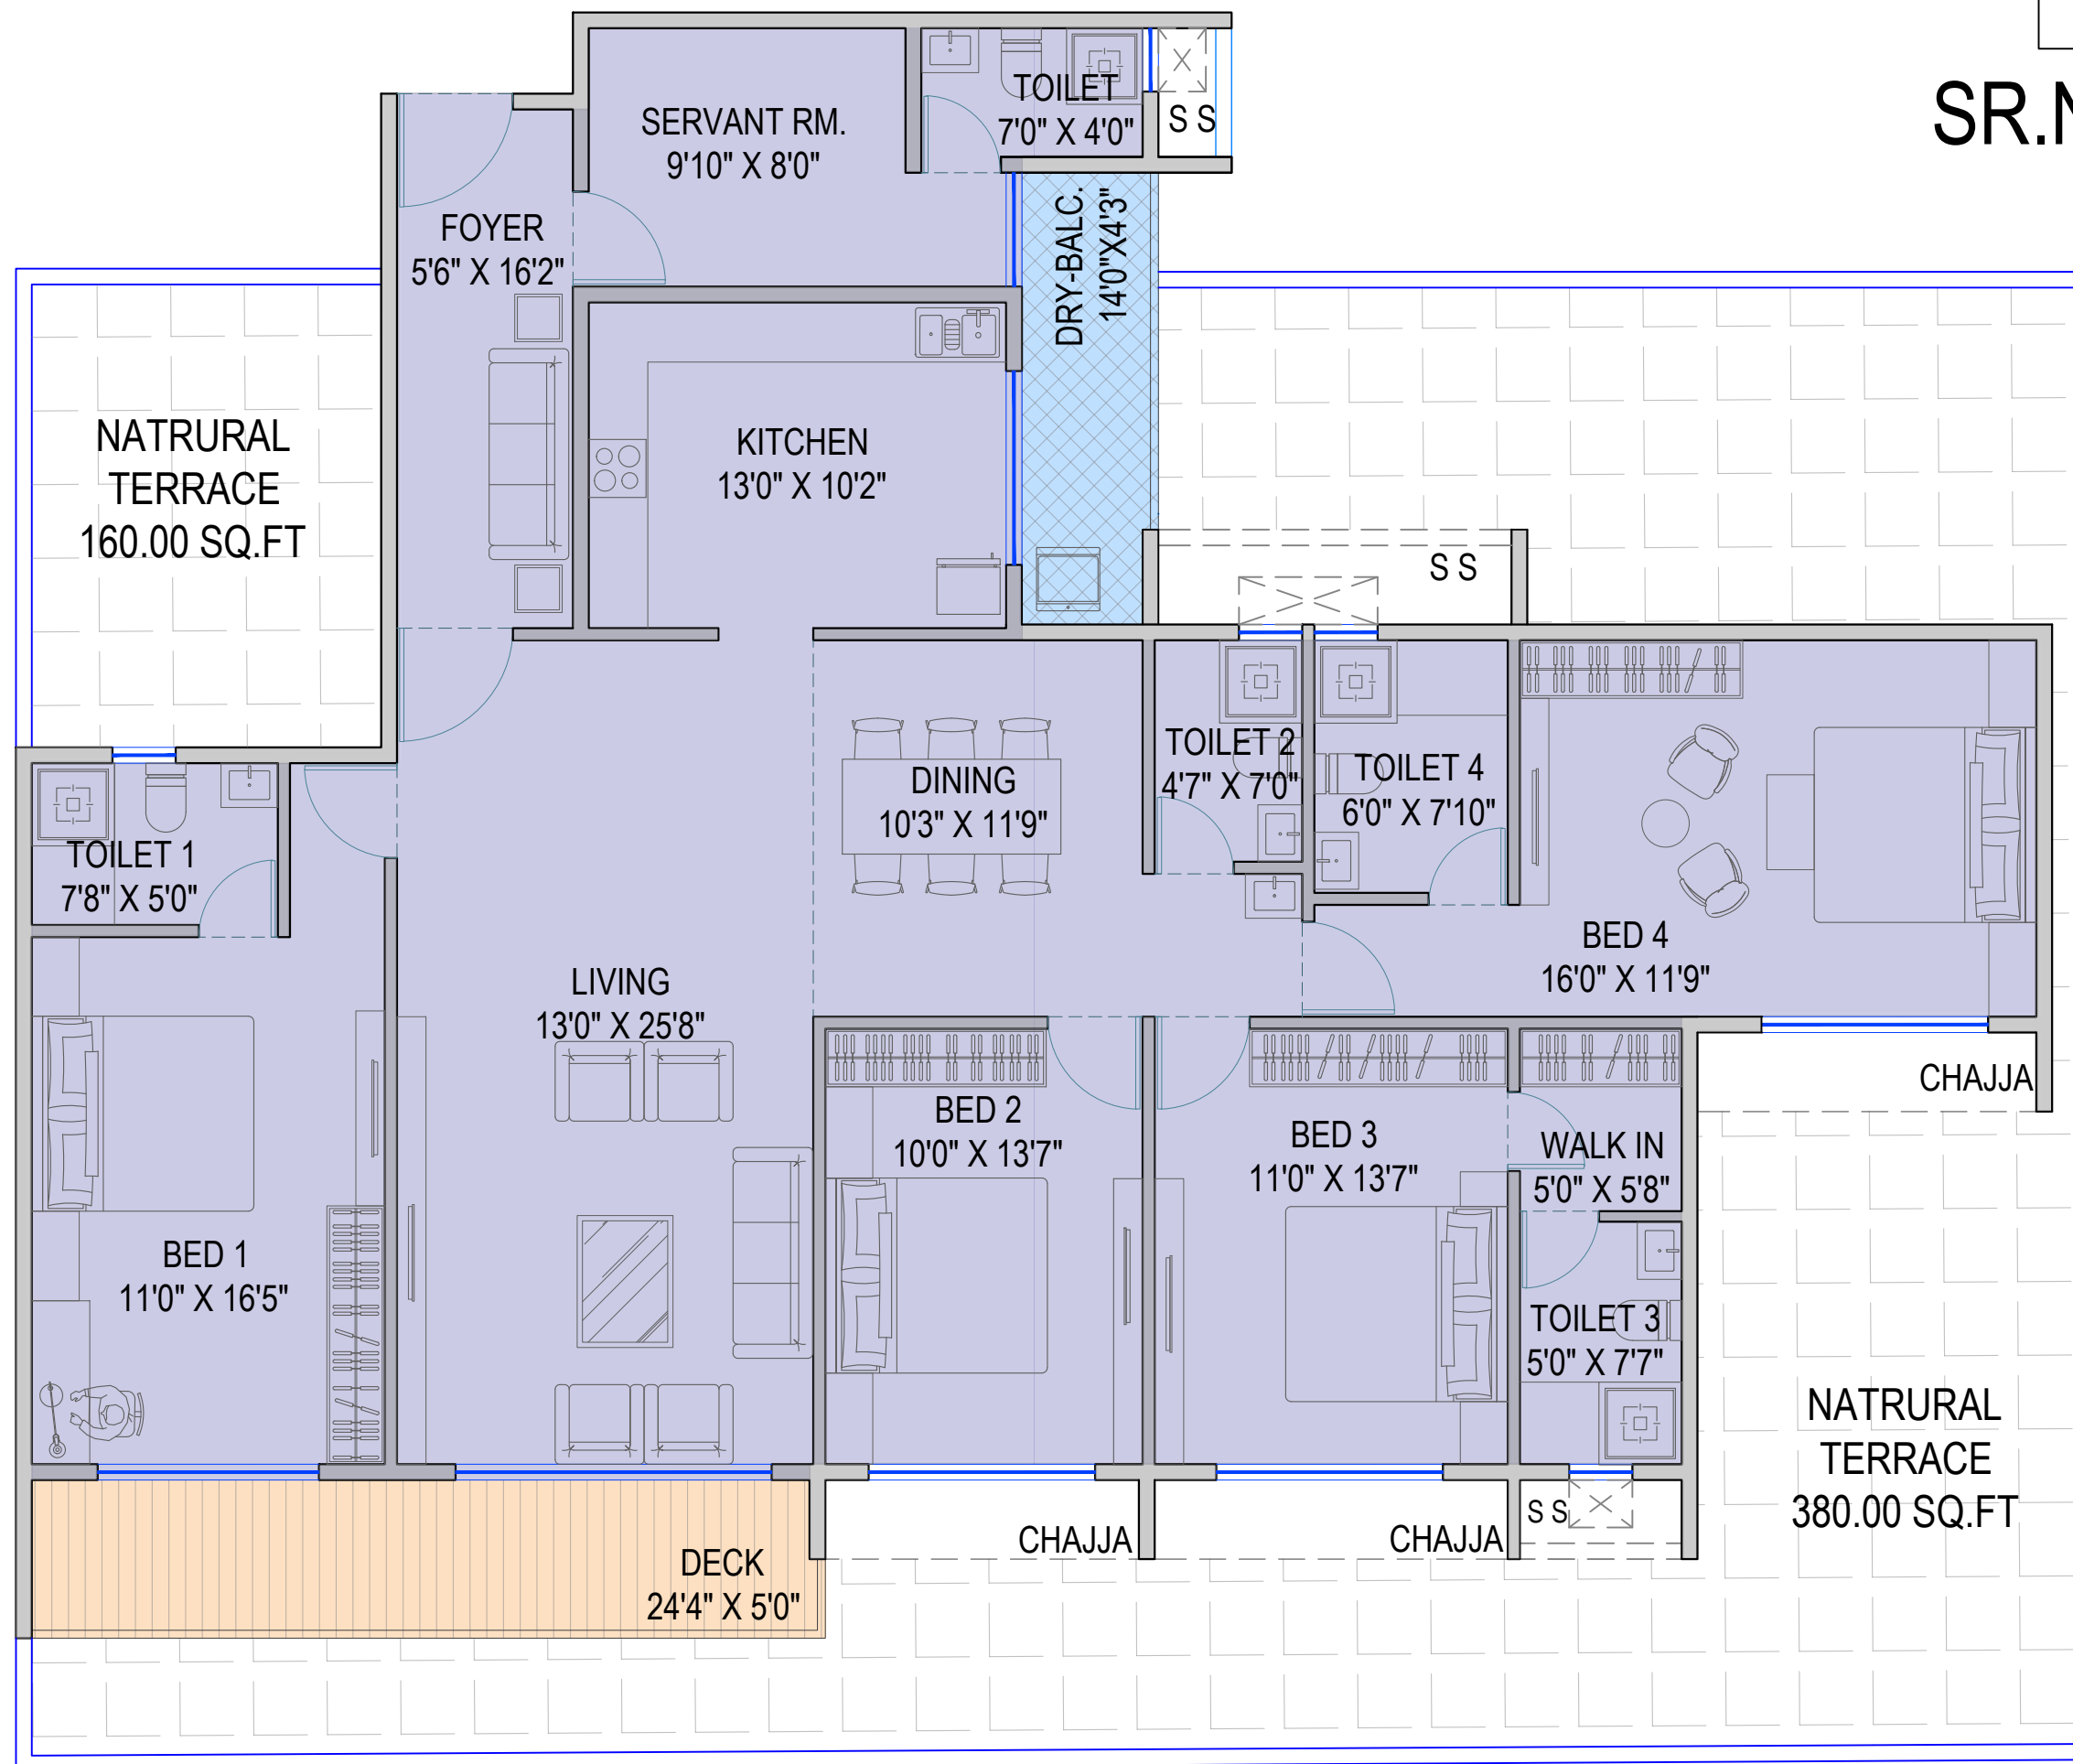 SR.N
TOILET
7'0" X 4'0"
S S
SERVANT RM.
9'10" X 8'0"
FOYER
5'6" X 16'2"
DRY-BALC.
14'0"X4'3"
NATRURAL
TERRACE
160.00 SQ.FT
KITCHEN
13'0" X 10'2"
S S
TOILET 2
4'7" X 7'0"
TOILET 4
6'0" X 7'10"
DINING
10'3" X 11'9"
TOILET 1
7'8" X 5'0"
BED 4
16'0" X 11'9"
LIVING
13'0" X 25'8"
CHAJJA
BED 2
10'0" X 13'7"
BED 3
11'0" X 13'7"
WALK IN
5'0" X 5'8"
BED 1
11'0" X 16'5"
TOILET 3
5'0" X 7'7"
NATRURAL
TERRACE
380.00 SQ.FT
S S
CHAJJA
CHAJJA
DECK
24'4" X 5'0"